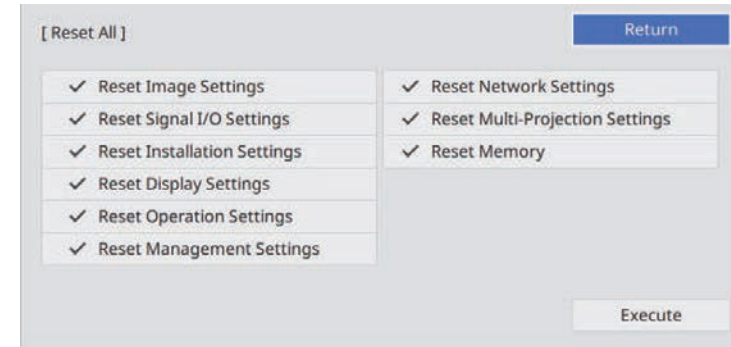 [ Reset All ]
Return
Reset Image Settings
Reset Signal I/O Settings
Reset Installation Settings
Reset Display Settings
Reset Operation Settings
Reset Management Settings
Reset Network Settings
Reset Multi-Projection Settings
Reset Memory
Execute